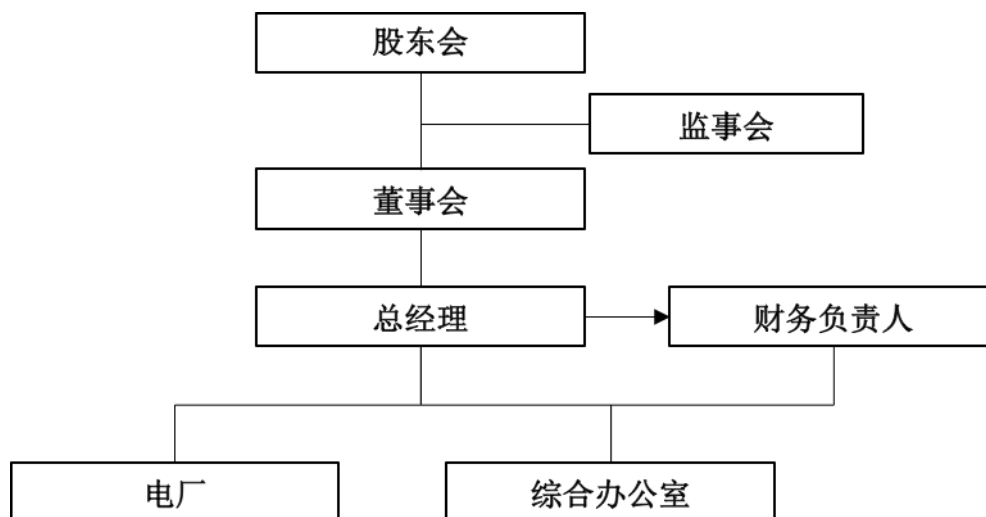 股东会
监事会
董事会
总经理
财务负责人
电厂
综合办公室